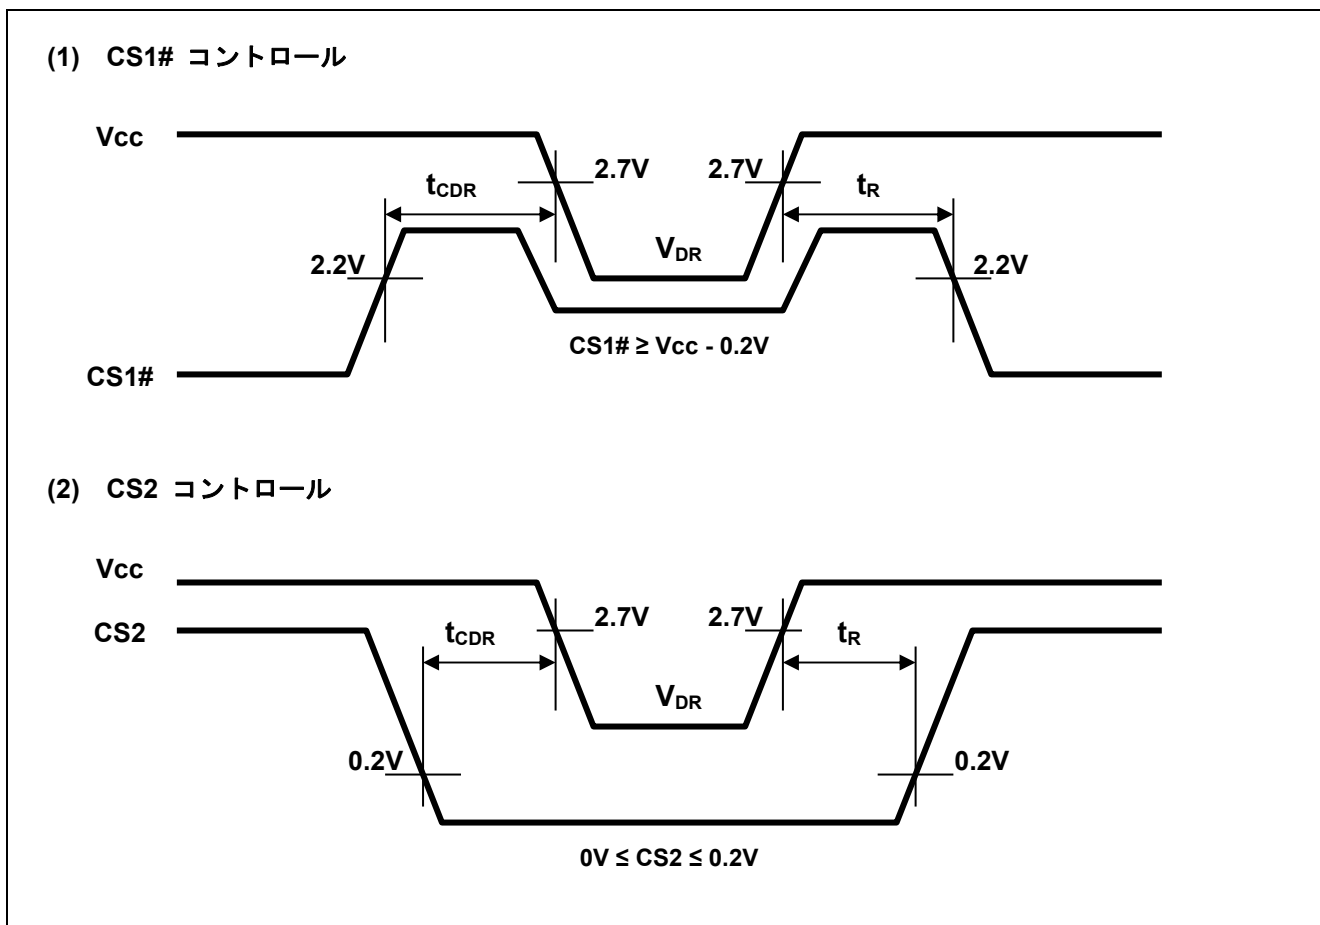 (1) CS1# コントロール
Vcc
2.7V 2.7V
tCDR tR
VDR
2.2V 2.2V
CS1# ≥ Vcc - 0.2V
CS1#
(2) CS2 コントロール
Vcc
2.7V 2.7V
CS2
tCDR tR
VDR
0.2V 0.2V
0V ≤ CS2 ≤ 0.2V